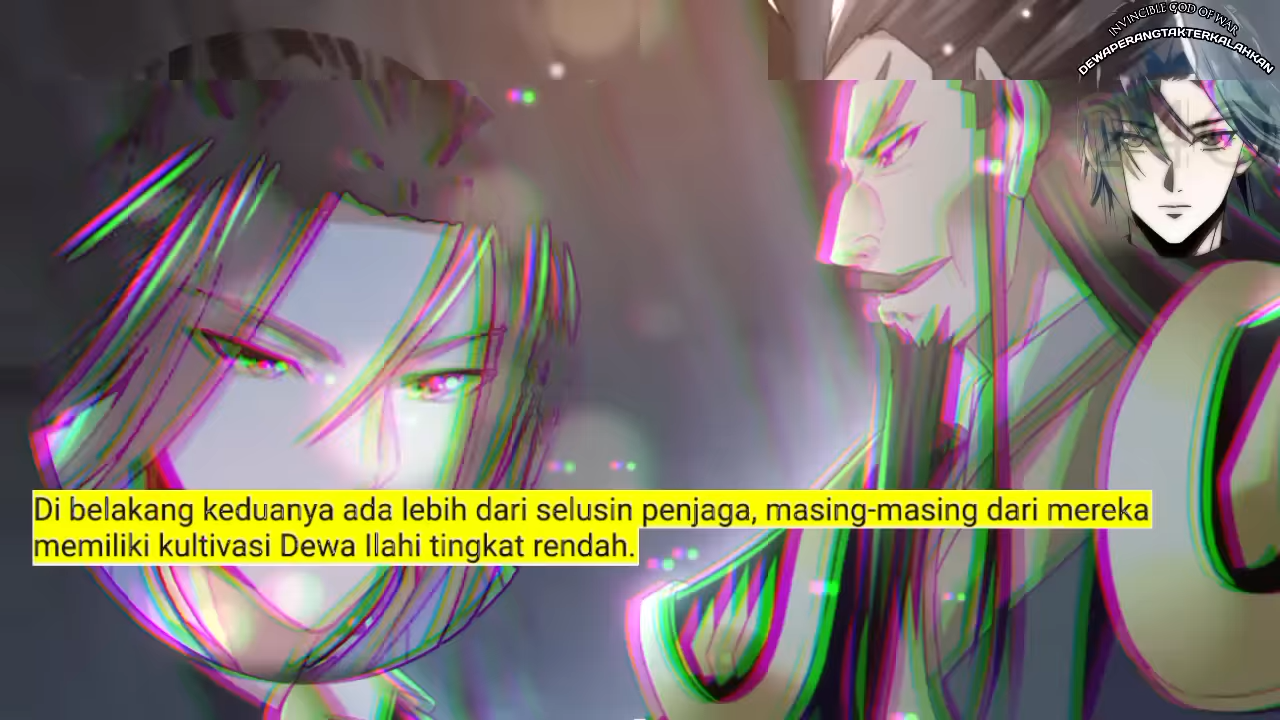 INVINCIBLE GOD OF WAR
DEWAPERANGTAKTERKALAHKAN
Di belakang keduanya ada lebih dari selusin penjaga, masing-masing dari mereka
memiliki kultivasi Dewa Ilahi tingkat rendah.